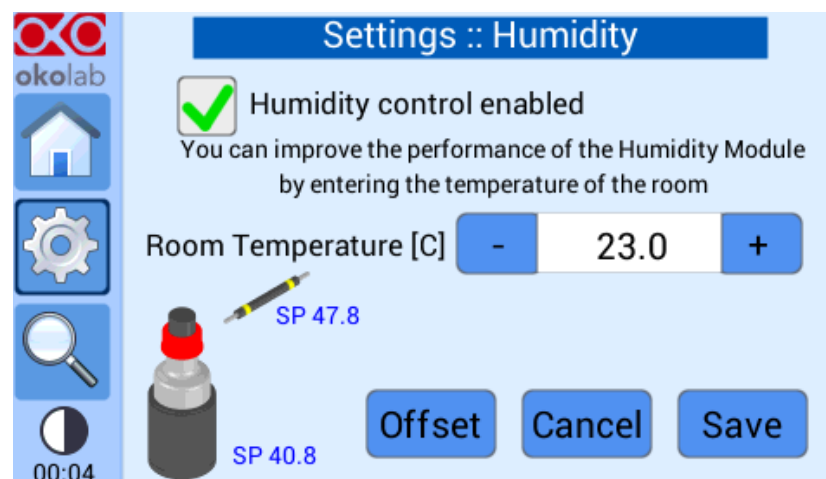 Settings :: Humidity
okolab
Humidity control enabled
You can improve the performance of the Humidity Module
by entering the temperature of the room
Room Temperature [C]
-
23.0
+
SP 47.8
SP 40.8
Offset
Cancel
Save
00:04